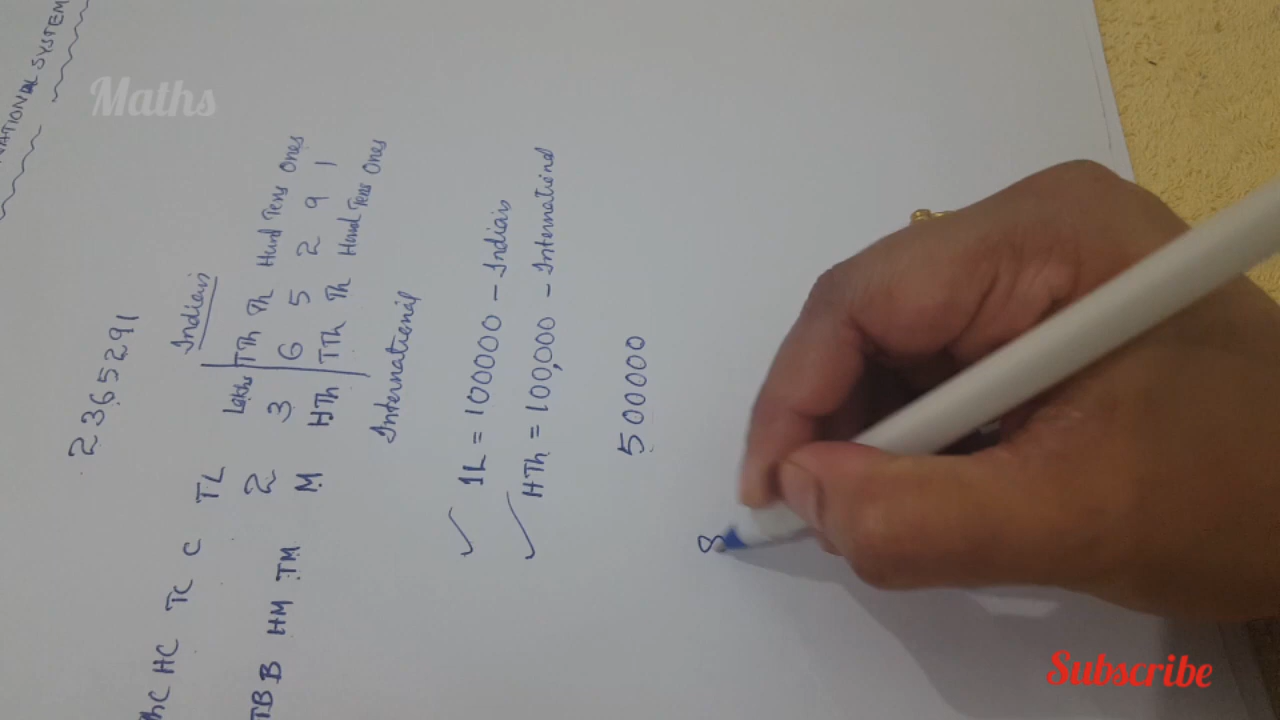 NATIONAL SYSTEM
Maths
2365291
Indian
HC TC C TL Lakhs TTh Th Hund Tens Ones
2 3 6 5 2 9 1
TB B HM TM M HTh TTh Th Hund Tens Ones
International
✓ 1L = 100000 - Indian
✓ HTh = 100,000 - International
500000
8
Subscribe